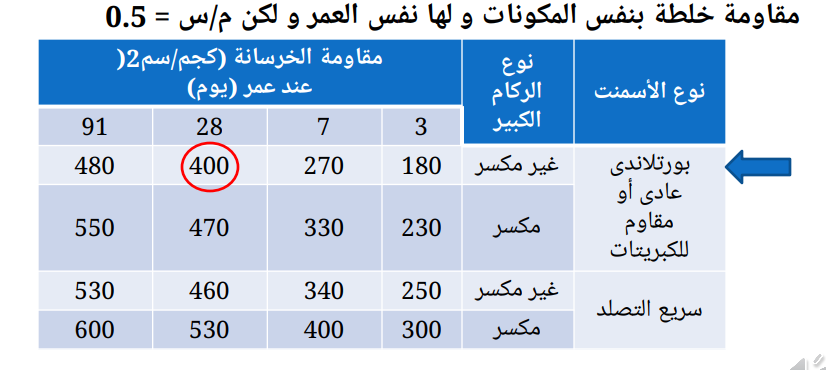 مقاومة خلطة بنفس المكونات و لها نفس العمر و لكن م/س = 0.5
نوع الأسمنت
نوع الركام الكبير
مقاومة الخرسانة (كجم/سم2(
عند عمر (يوم)
3 7 28 91
بورتلاندى عادى أو مقاوم للكبريتات
غير مكسر 180 270 400 480
مكسر 230 330 470 550
سريع التصلد
غير مكسر 250 340 460 530
مكسر 300 400 530 600